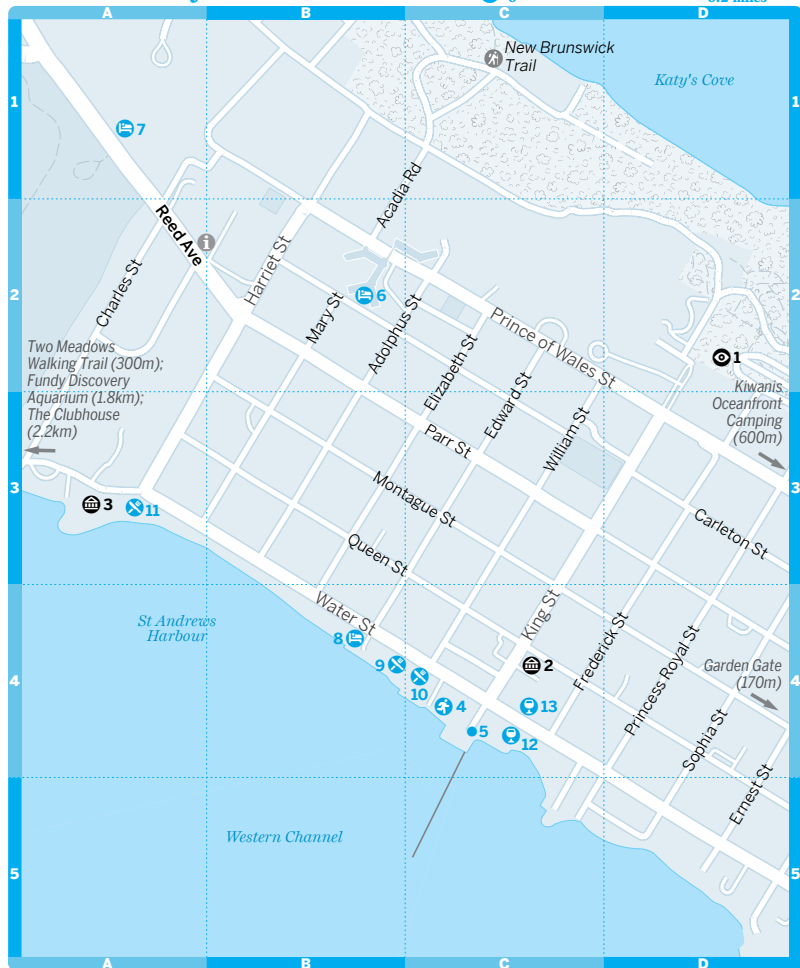 0.2 miles
A
B
C
D
New Brunswick
Trail
Katy's Cove
1
1
7
Acadia Rd
Reed Ave
Harriet St
Charles St
2
2
6
Mary St
Adolphus St
Prince of Wales St
Elizabeth St
Edward St
William St
1
Two Meadows
Walking Trail (300m);
Fundy Discovery
Aquarium (1.8km);
The Clubhouse
(2.2km)
Kiwanis
Oceanfront
Camping
(600m)
Parr St
3
3
3
11
Montague St
Carleton St
Queen St
St Andrews
Harbour
Water St
King St
8
9
10
2
Frederick St
Princess Royal St
Garden Gate
(170m)
4
4
4
13
5
12
Sophia St
Ernest St
Western Channel
5
5
A
B
C
D